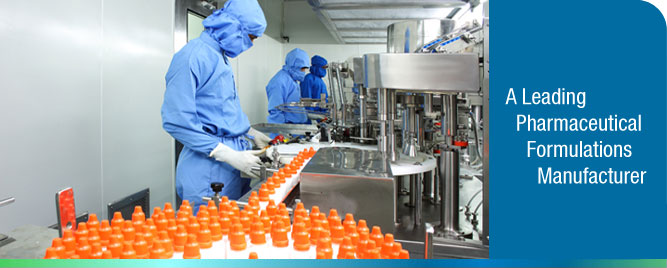 A Leading
Pharmaceutical
Formulations
Manufacturer